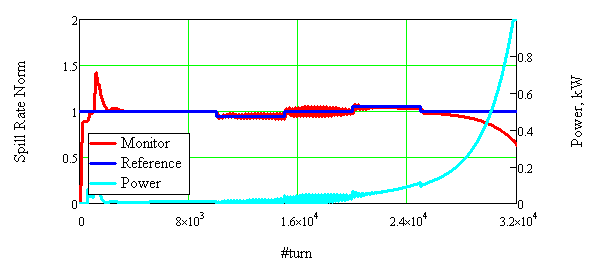 2
1.5
1
0.5
0
Spill Rate Norm
Monitor
Reference
Power
0.8
0.6
0.4
0.2
0
Power, kW
0
8×10³
1.6×10⁴
2.4×10⁴
3.2×10⁴
#turn